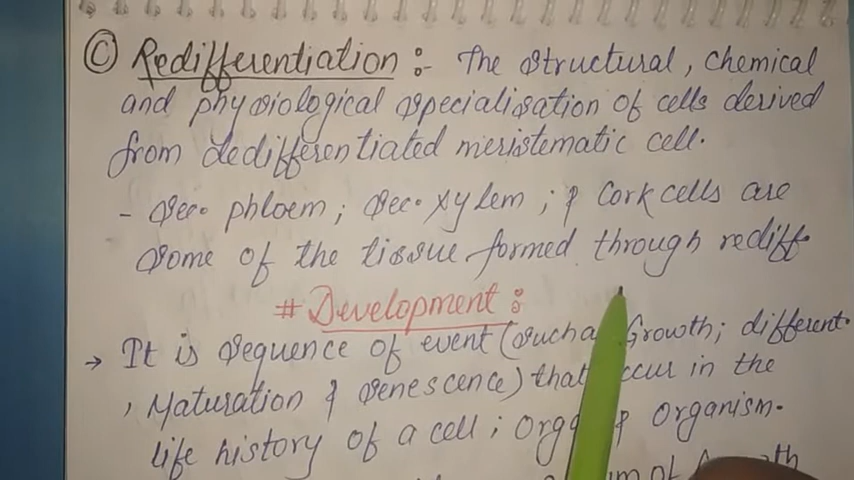 Ⓒ Redifferentiation :- The structural, chemical
and physiological specialisation of cells derived
from dedifferentiated meristematic cell.
- Sec. phloem; Sec. xylem; & Cork cells are
some of the tissue formed through rediff.
# Development :
→ It is sequence of event (such a Growth; different.
, Maturation & senescence) that occur in the
life history of a cell; organ & organism.
of